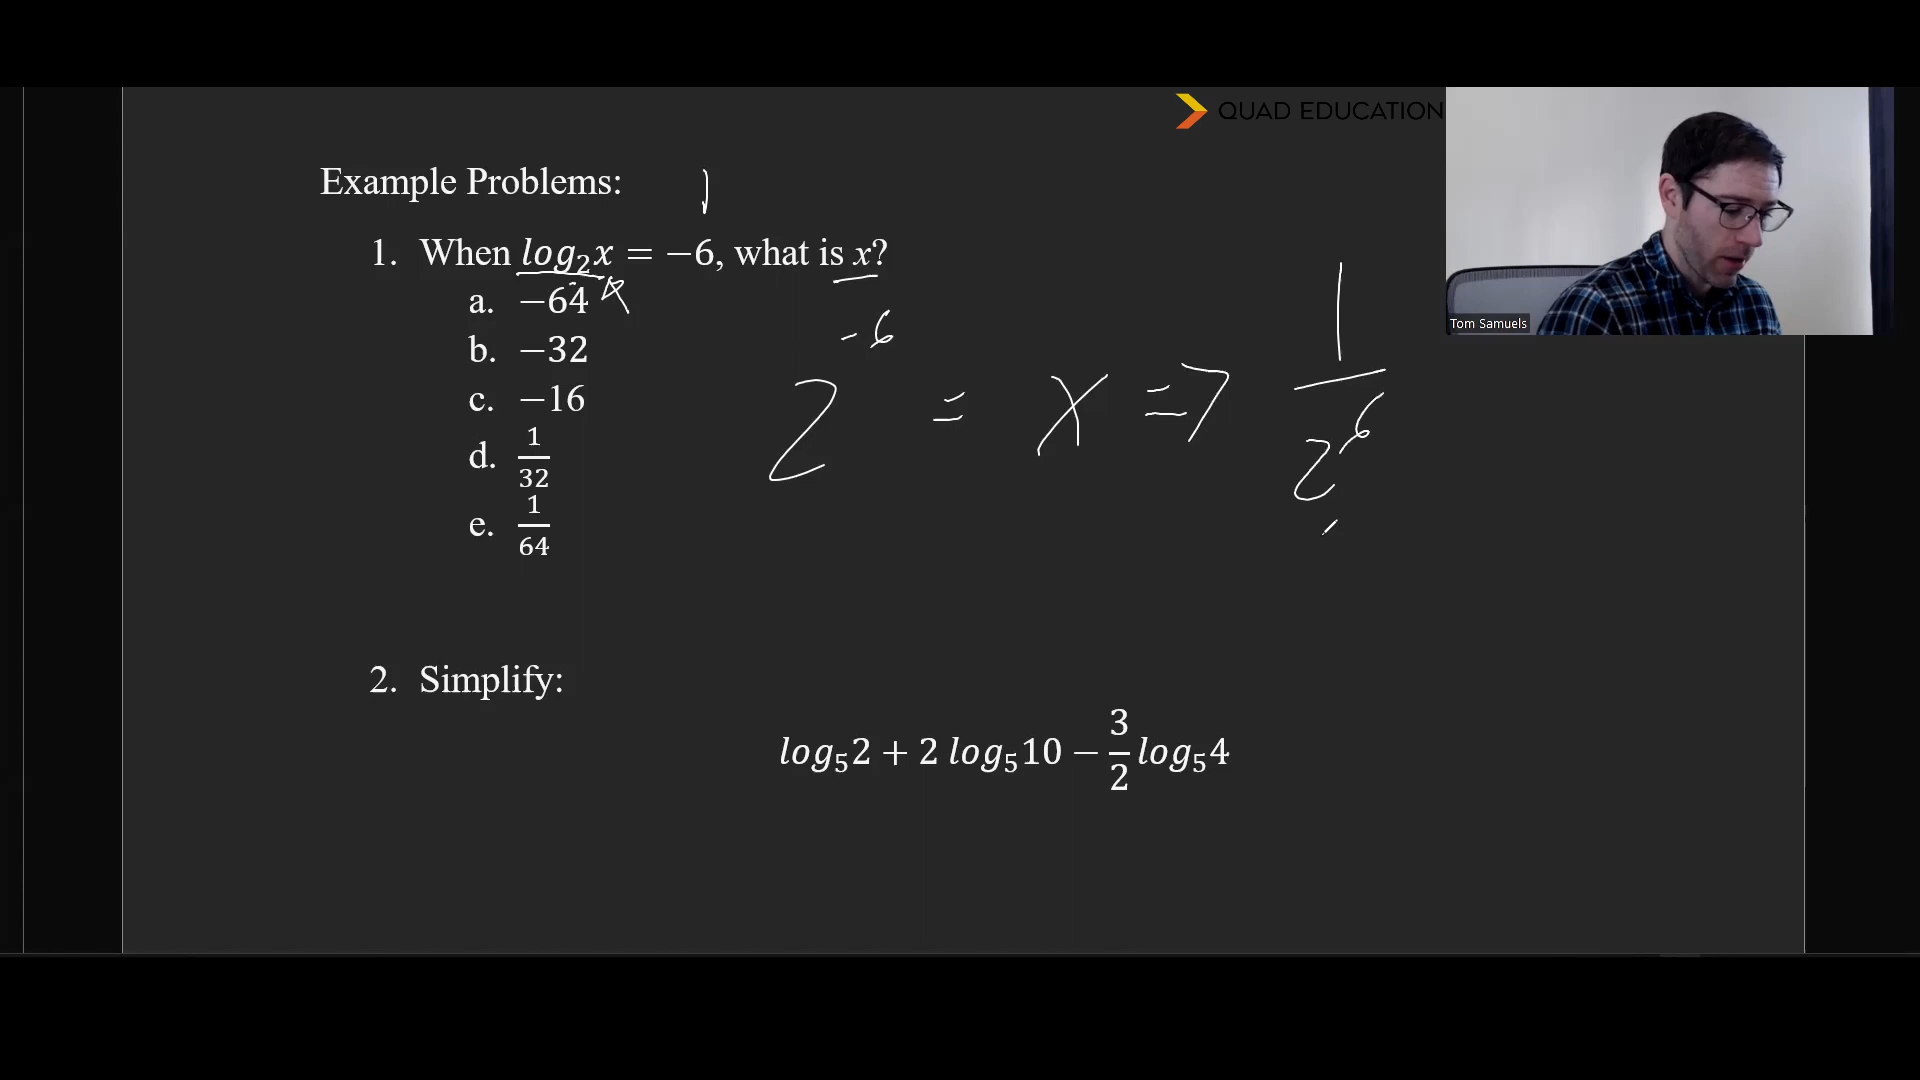 QUAD EDUCATION
Tom Samuels
Example Problems:
1. When log₂x = −6, what is x?
a. −64
b. −32
c. −16
d. 1/32
e. 1/64
2⁻⁶ = x => 1/2⁶
2. Simplify:
log₅2 + 2 log₅10 − 3/2 log₅4